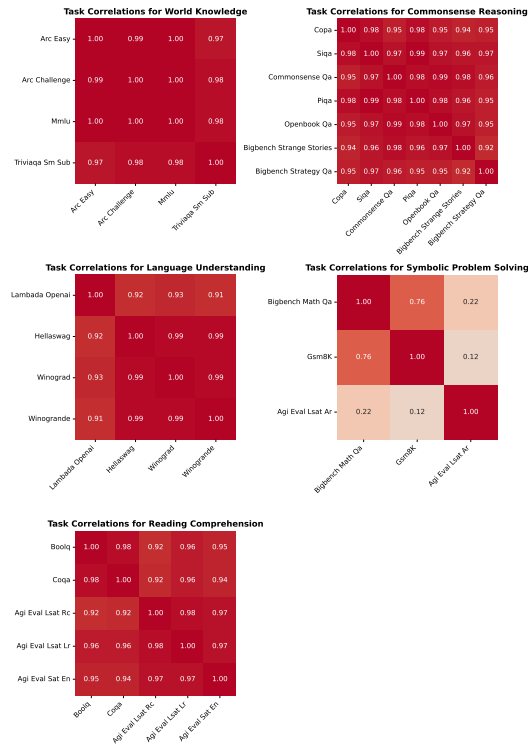 Task Correlations for World Knowledge
Arc Easy 1.00 0.99 1.00 0.97
Arc Challenge 0.99 1.00 1.00 0.98
Mmlu 1.00 1.00 1.00 0.98
Triviaqa Sm Sub 0.97 0.98 0.98 1.00
Arc Easy Arc Challenge Mmlu Triviaqa Sm Sub
Task Correlations for Commonsense Reasoning
Copa 1.00 0.98 0.95 0.98 0.95 0.94 0.95
Siqa 0.98 1.00 0.97 0.99 0.97 0.96 0.97
Commonsense Qa 0.95 0.97 1.00 0.98 0.99 0.98 0.96
Piqa 0.98 0.99 0.98 1.00 0.98 0.96 0.95
Openbook Qa 0.95 0.97 0.99 0.98 1.00 0.97 0.95
Bigbench Strange Stories 0.94 0.96 0.98 0.96 0.97 1.00 0.92
Bigbench Strategy Qa 0.95 0.97 0.96 0.95 0.95 0.92 1.00
Copa Siqa Commonsense Qa Piqa Openbook Qa Bigbench Strange Stories Bigbench Strategy Qa
Task Correlations for Language Understanding
Lambada Openai 1.00 0.92 0.93 0.91
Hellaswag 0.92 1.00 0.99 0.99
Winograd 0.93 0.99 1.00 0.99
Winogrande 0.91 0.99 0.99 1.00
Lambada Openai Hellaswag Winograd Winogrande
Task Correlations for Symbolic Problem Solving
Bigbench Math Qa 1.00 0.76 0.22
Gsm8K 0.76 1.00 0.12
Agi Eval Lsat Ar 0.22 0.12 1.00
Bigbench Math Qa Gsm8K Agi Eval Lsat Ar
Task Correlations for Reading Comprehension
Boolq 1.00 0.98 0.92 0.96 0.95
Coqa 0.98 1.00 0.92 0.96 0.94
Agi Eval Lsat Rc 0.92 0.92 1.00 0.98 0.97
Agi Eval Lsat Lr 0.96 0.96 0.98 1.00 0.97
Agi Eval Sat En 0.95 0.94 0.97 0.97 1.00
Boolq Coqa Agi Eval Lsat Rc Agi Eval Lsat Lr Agi Eval Sat En